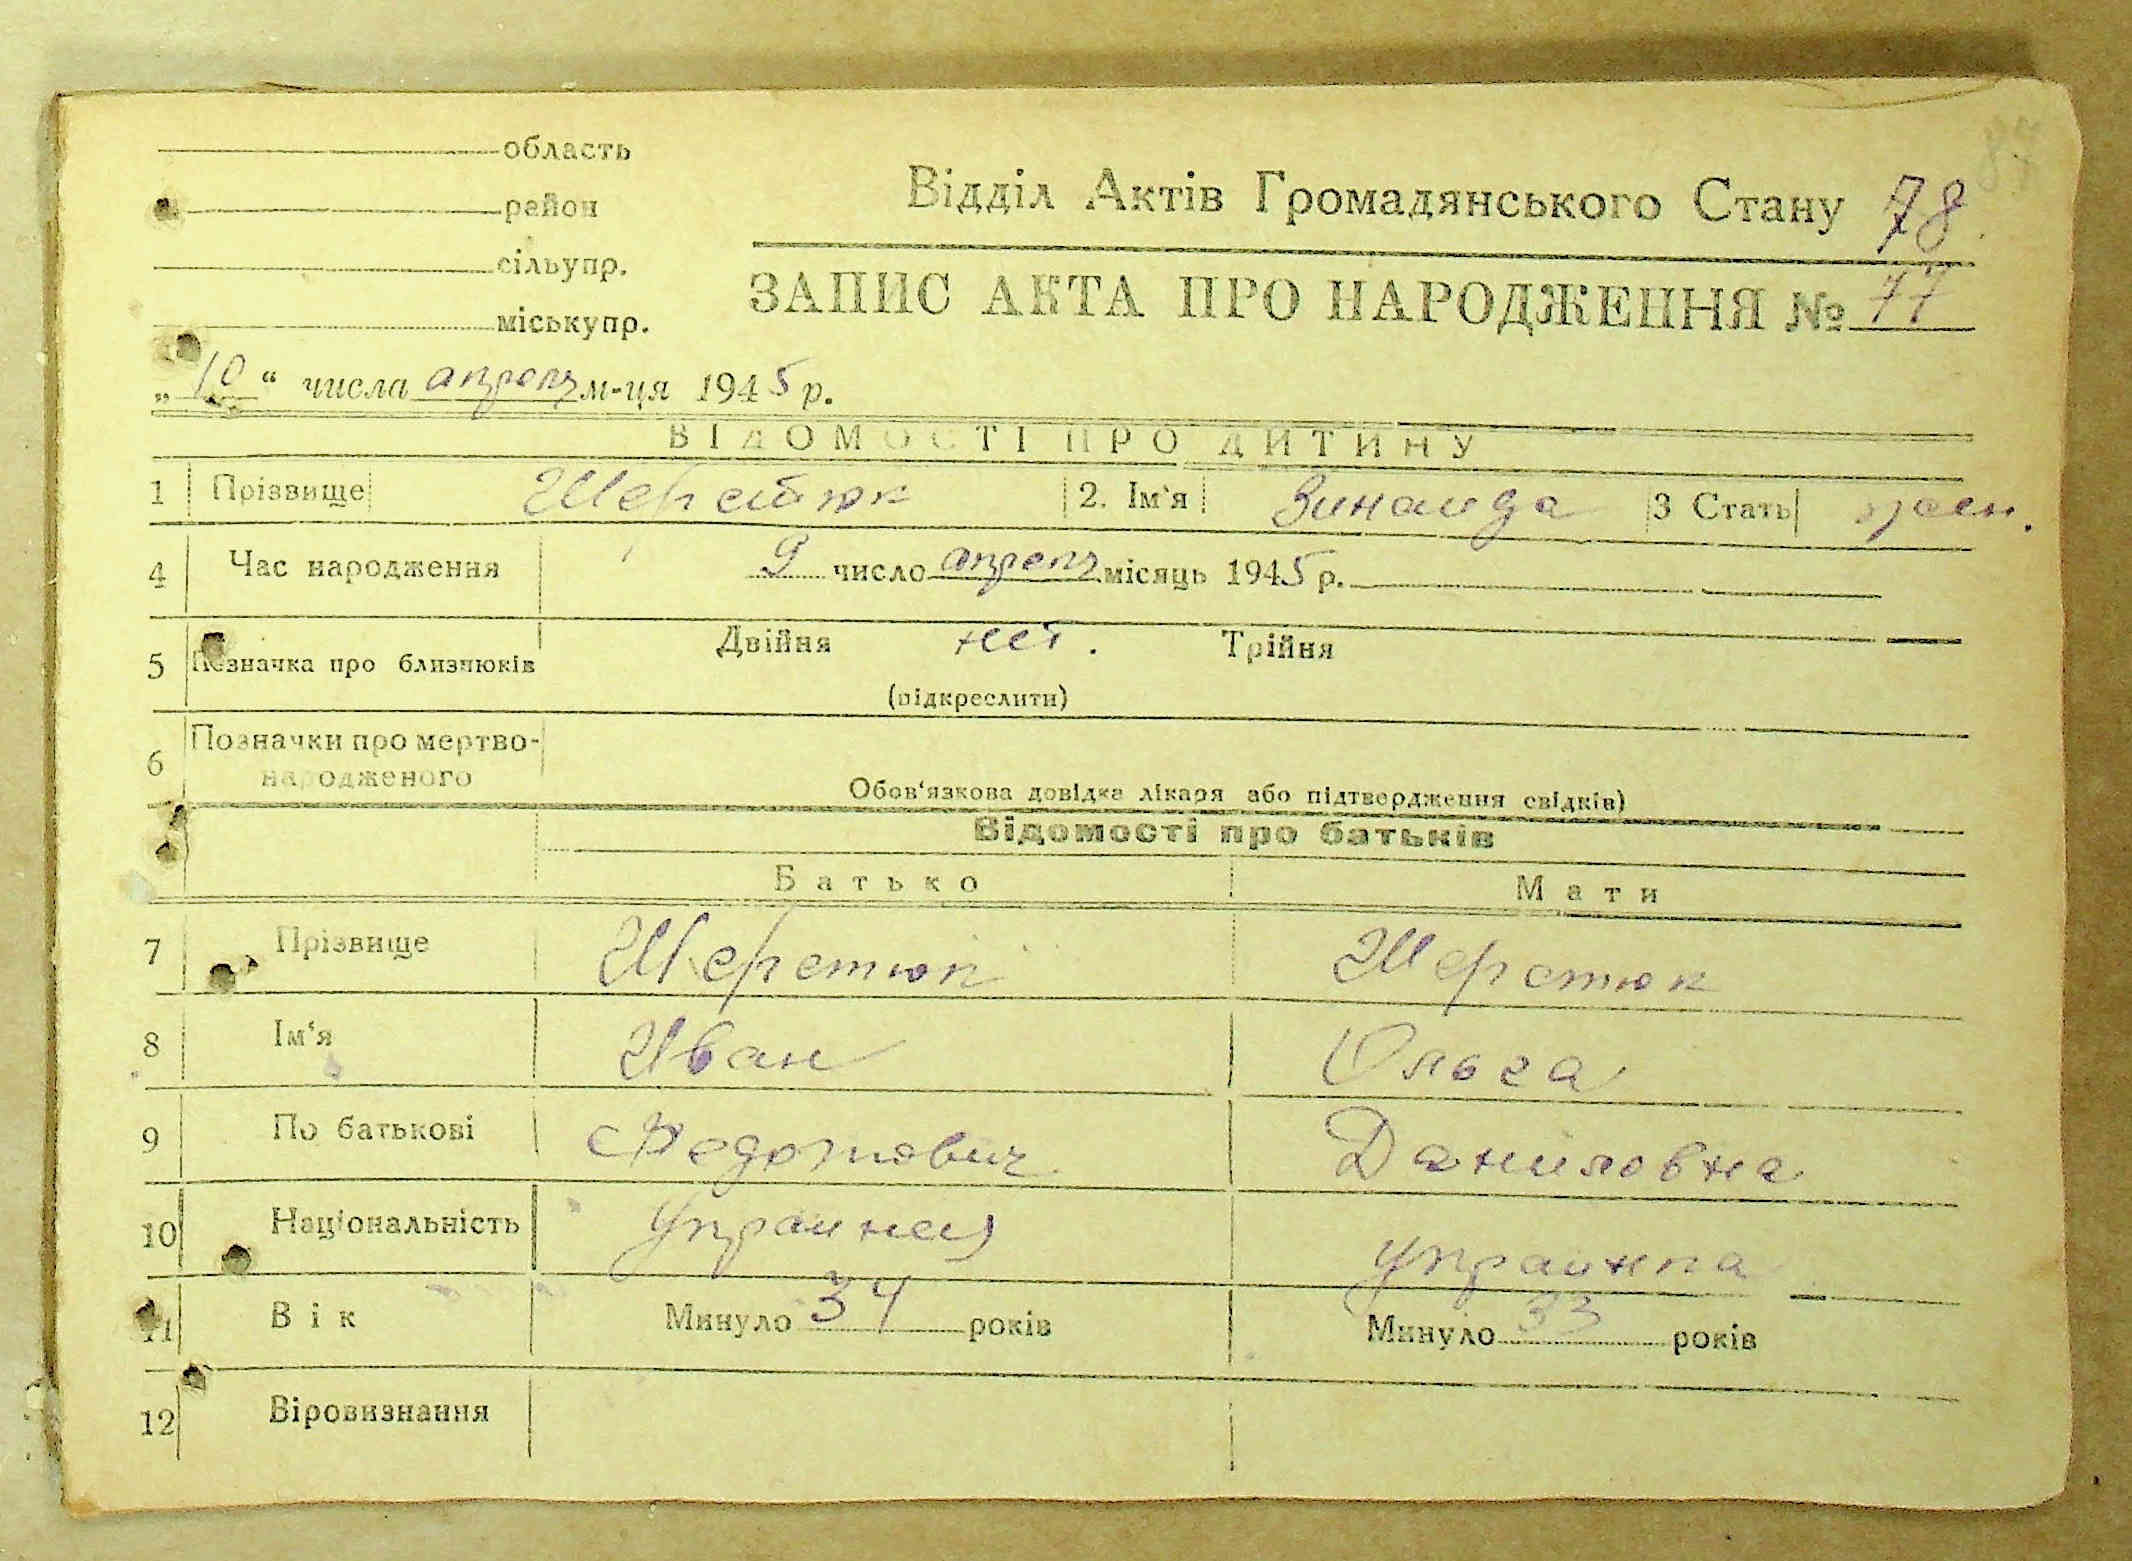 область
район
сільупр.
міськупр.
Відділ Актів Громадянського Стану 78
ЗАПИС АКТА ПРО НАРОДЖЕННЯ № 77
„10“ числа апреля м-ця 1945 р.
ВІДОМОСТІ ПРО ДИТИНУ
1 Прізвище Шерстюк 2. Ім'я Зинаида 3 Стать жен.
4 Час народження 9 число апреля місяць 1945 р.
5 Позначка про близнюків Двійня нет. Трійня
(підкреслити)
6 Позначки про мертво-
народженого
Обов'язкова довідка лікаря або підтвердження свідків)
Відомості про батьків
Батько Мати
7 Прізвище Шерстюк Шерстюк
8 Ім'я Иван Ольга
9 По батькові Федотович Даниловна
10 Національність Украинец Украинка
11 Вік Минуло 34 років Минуло 33 років
12 Віровизнання